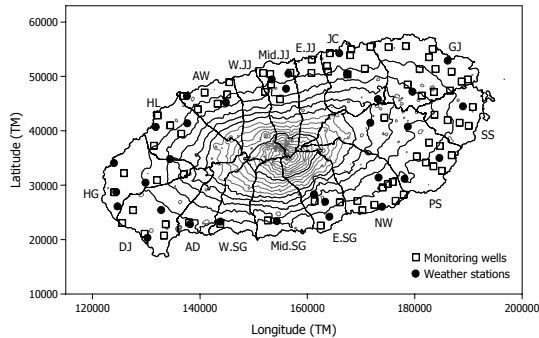 60000
50000
40000
30000
20000
10000
Latitude (TM)
JC
E.JJ
Mid.JJ
W.JJ
GJ
AW
HL
SS
HG
PS
NW
DJ
AD
W.SG
Mid.SG
E.SG
Monitoring wells
Weather stations
120000 140000 160000 180000 200000
Longitude (TM)